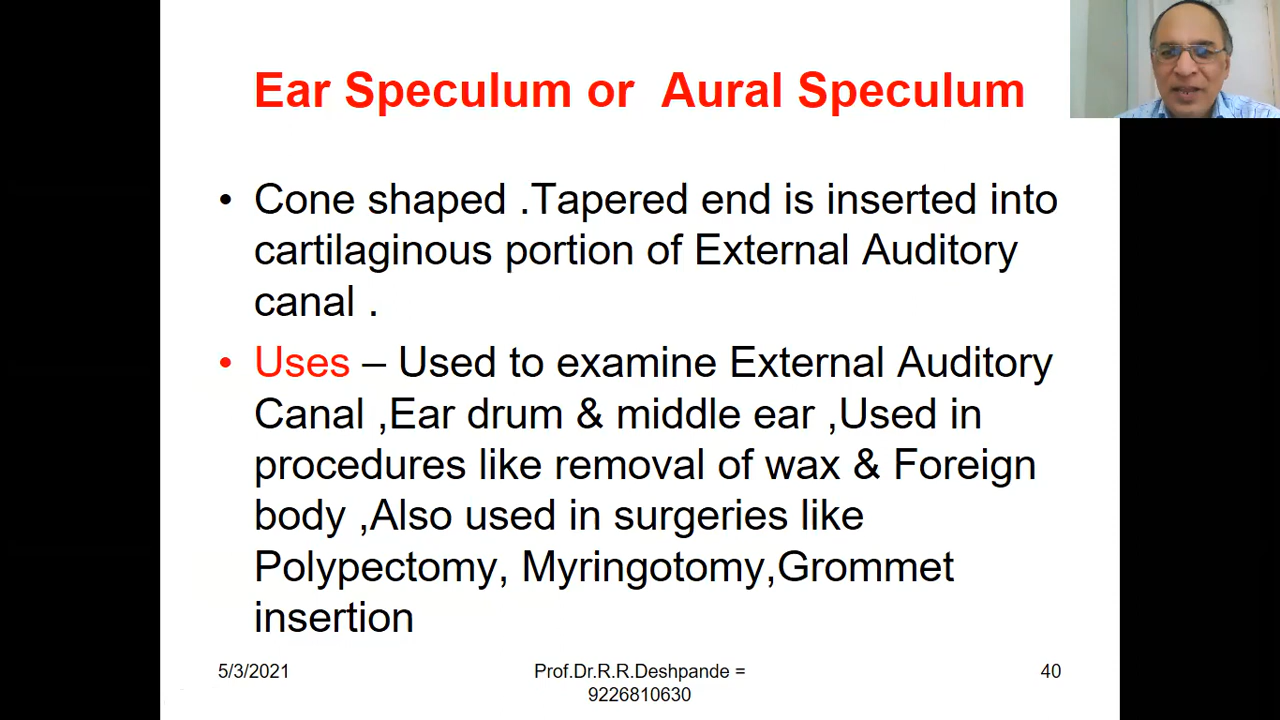 Ear Speculum or Aural Speculum
• Cone shaped .Tapered end is inserted into
cartilaginous portion of External Auditory
canal .
• Uses – Used to examine External Auditory
Canal ,Ear drum & middle ear ,Used in
procedures like removal of wax & Foreign
body ,Also used in surgeries like
Polypectomy, Myringotomy,Grommet
insertion
5/3/2021
Prof.Dr.R.R.Deshpande =
9226810630
40